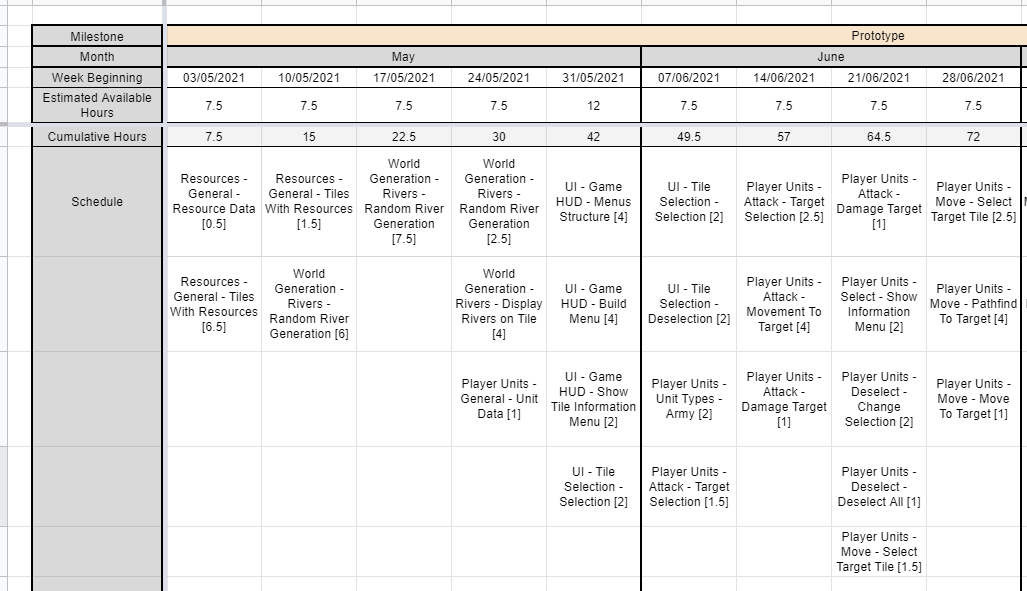 Milestone
Prototype
Month
May
June
Week Beginning
03/05/2021
10/05/2021
17/05/2021
24/05/2021
31/05/2021
07/06/2021
14/06/2021
21/06/2021
28/06/2021
Estimated Available
Hours
7.5
7.5
7.5
7.5
12
7.5
7.5
7.5
7.5
Cumulative Hours
7.5
15
22.5
30
42
49.5
57
64.5
72
Schedule
Resources -
General -
Resource Data
[0.5]
Resources -
General - Tiles
With Resources
[1.5]
World
Generation -
Rivers -
Random River
Generation
[7.5]
World
Generation -
Rivers -
Random River
Generation
[2.5]
UI - Game
HUD - Menus
Structure [4]
UI - Tile
Selection -
Selection [2]
Player Units -
Attack - Target
Selection [2.5]
Player Units -
Attack -
Damage Target
[1]
Player Units -
Move - Select
Target Tile [2.5]
Resources -
General - Tiles
With Resources
[6.5]
World
Generation -
Rivers -
Random River
Generation [6]
World
Generation -
Rivers - Display
Rivers on Tile
[4]
UI - Game
HUD - Build
Menu [4]
UI - Tile
Selection -
Deselection [2]
Player Units -
Attack -
Movement To
Target [4]
Player Units -
Select - Show
Information
Menu [2]
Player Units -
Move - Pathfind
To Target [4]
Player Units -
General - Unit
Data [1]
UI - Game
HUD - Show
Tile Information
Menu [2]
Player Units -
Unit Types -
Army [2]
Player Units -
Attack -
Damage Target
[1]
Player Units -
Deselect -
Change
Selection [2]
Player Units -
Move - Move
To Target [1]
UI - Tile
Selection -
Selection [2]
Player Units -
Attack - Target
Selection [1.5]
Player Units -
Deselect -
Deselect All [1]
Player Units -
Move - Select
Target Tile [1.5]